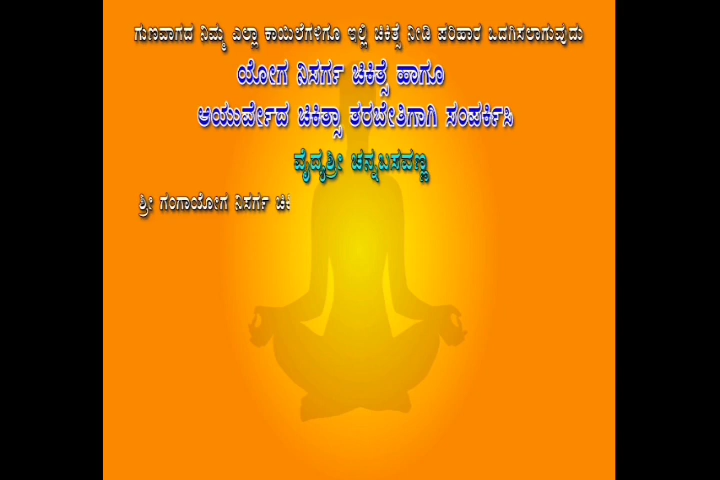 ಗುಣವಾಗದ ನಿಮ್ಮ ಎಲ್ಲಾ ಕಾಯಿಲೆಗಳಿಗೂ ಇಲ್ಲಿ ಚಿಕಿತ್ಸೆ ನೀಡಿ ಪರಿಹಾರ ಒದಗಿಸಲಾಗುವುದು
ಯೋಗ ನಿಸರ್ಗ ಚಿಕಿತ್ಸೆ ಹಾಗೂ
ಆಯುರ್ವೇದ ಚಿಕಿತ್ಸಾ ತರಬೇತಿಗಾಗಿ ಸಂಪರ್ಕಿಸಿ
ವೈದ್ಯಶ್ರೀ ಚನ್ನಬಸವಣ್ಣ
ಶ್ರೀ ಗಂಗಾಯೋಗ ನಿಸರ್ಗ